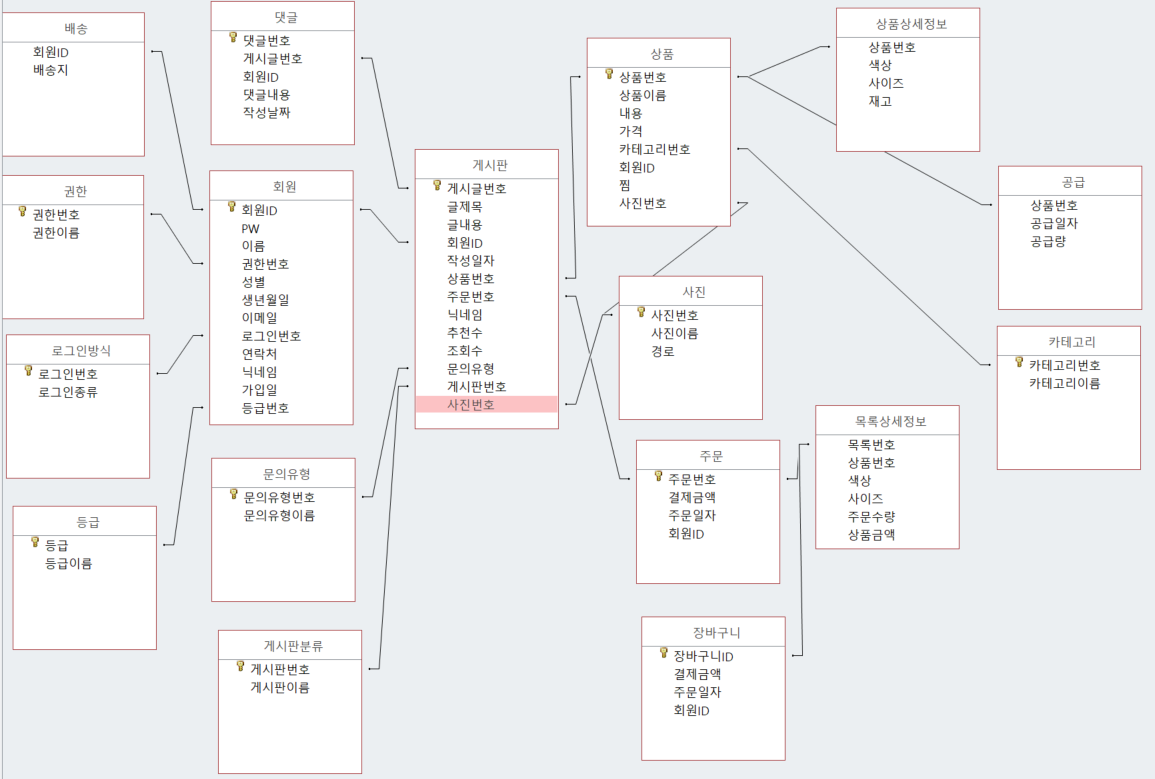 배송
회원ID
배송지
댓글
댓글번호
게시글번호
회원ID
댓글내용
작성날짜
상품
상품번호
상품이름
내용
가격
카테고리번호
회원ID
찜
사진번호
상품상세정보
상품번호
색상
사이즈
재고
권한
권한번호
권한이름
회원
회원ID
PW
이름
권한번호
성별
생년월일
이메일
로그인번호
연락처
닉네임
가입일
등급번호
게시판
게시글번호
글제목
글내용
회원ID
작성일자
상품번호
주문번호
닉네임
추천수
조회수
문의유형
게시판번호
사진번호
공급
상품번호
공급일자
공급량
사진
사진번호
사진이름
경로
로그인방식
로그인번호
로그인종류
카테고리
카테고리번호
카테고리이름
목록상세정보
목록번호
상품번호
색상
사이즈
주문수량
상품금액
주문
주문번호
결제금액
주문일자
회원ID
문의유형
문의유형번호
문의유형이름
등급
등급
등급이름
게시판분류
게시판번호
게시판이름
장바구니
장바구니ID
결제금액
주문일자
회원ID